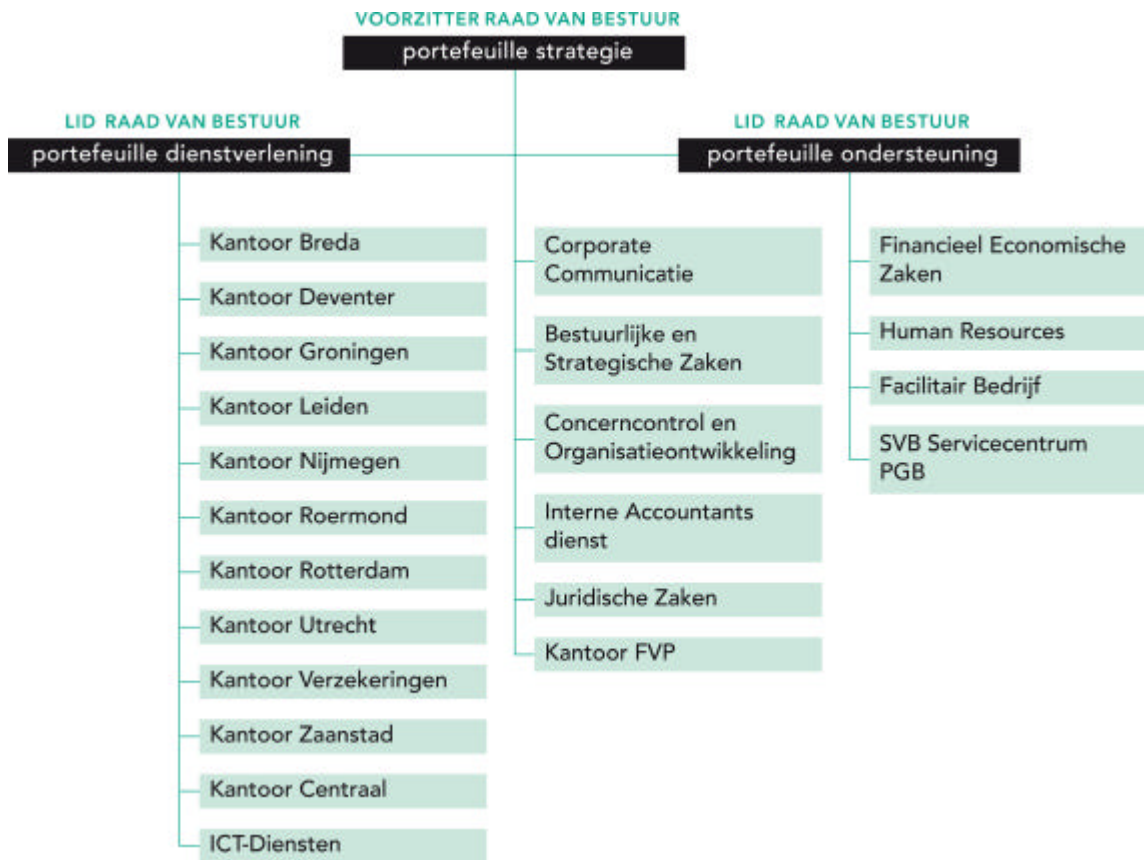 VOORZITTER RAAD VAN BESTUUR
portefeuille strategie
LID RAAD VAN BESTUUR
portefeuille dienstverlening
LID RAAD VAN BESTUUR
portefeuille ondersteuning
Kantoor Breda
Kantoor Deventer
Kantoor Groningen
Kantoor Leiden
Kantoor Nijmegen
Kantoor Roermond
Kantoor Rotterdam
Kantoor Utrecht
Kantoor Verzekeringen
Kantoor Zaanstad
Kantoor Centraal
ICT-Diensten
Corporate
Communicatie
Bestuurlijke en
Strategische Zaken
Concerncontrol en
Organisatieontwikkeling
Interne Accountants
dienst
Juridische Zaken
Kantoor FVP
Financieel Economische
Zaken
Human Resources
Facilitair Bedrijf
SVB Servicecentrum
PGB